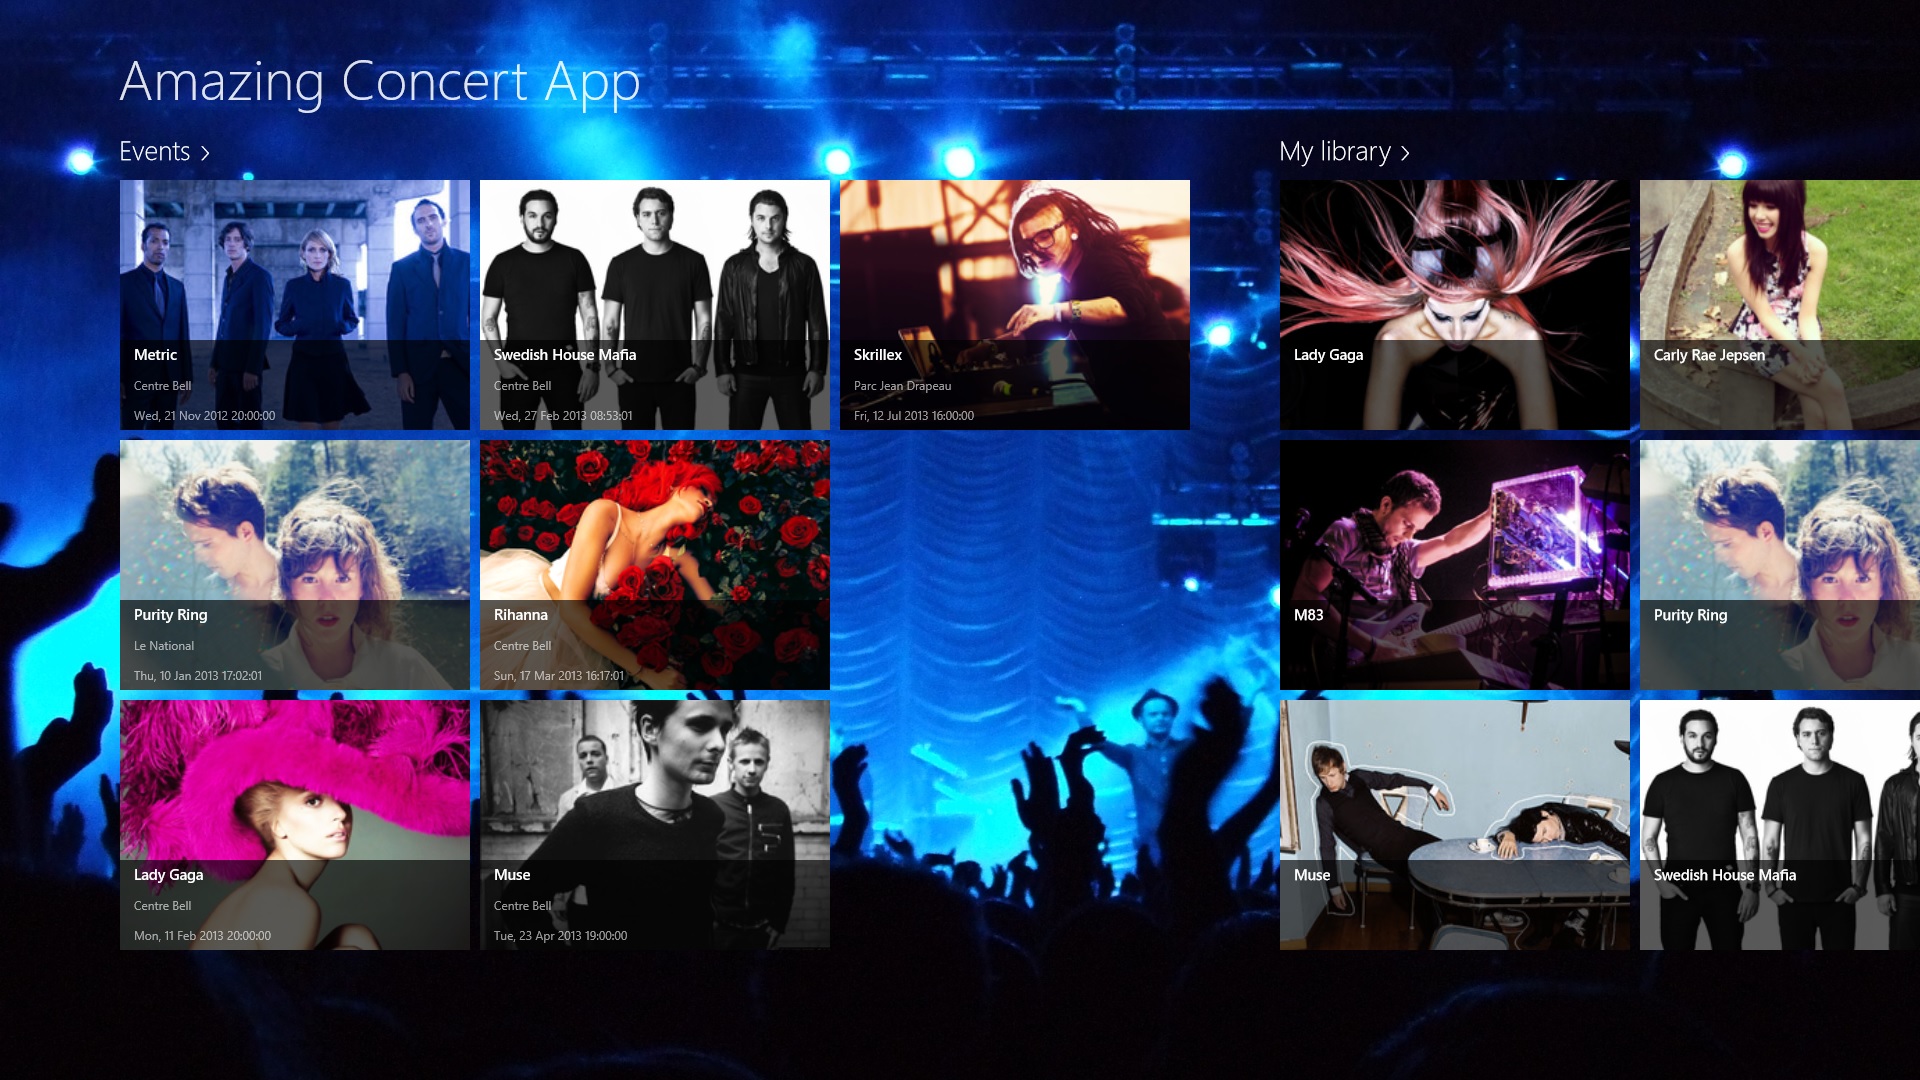 Amazing Concert App
Events >
Metric
Centre Bell
Wed, 21 Nov 2012 20:00:00
Purity Ring
Le National
Thu, 10 Jan 2013 17:02:01
Lady Gaga
Centre Bell
Mon, 11 Feb 2013 20:00:00
Swedish House Mafia
Centre Bell
Wed, 27 Feb 2013 08:53:01
Rihanna
Centre Bell
Sun, 17 Mar 2013 16:17:01
Muse
Centre Bell
Tue, 23 Apr 2013 19:00:00
Skrillex
Parc Jean Drapeau
Fri, 12 Jul 2013 16:00:00
My library >
Lady Gaga
M83
Muse
Carly Rae Jepsen
Purity Ring
Swedish House Mafia